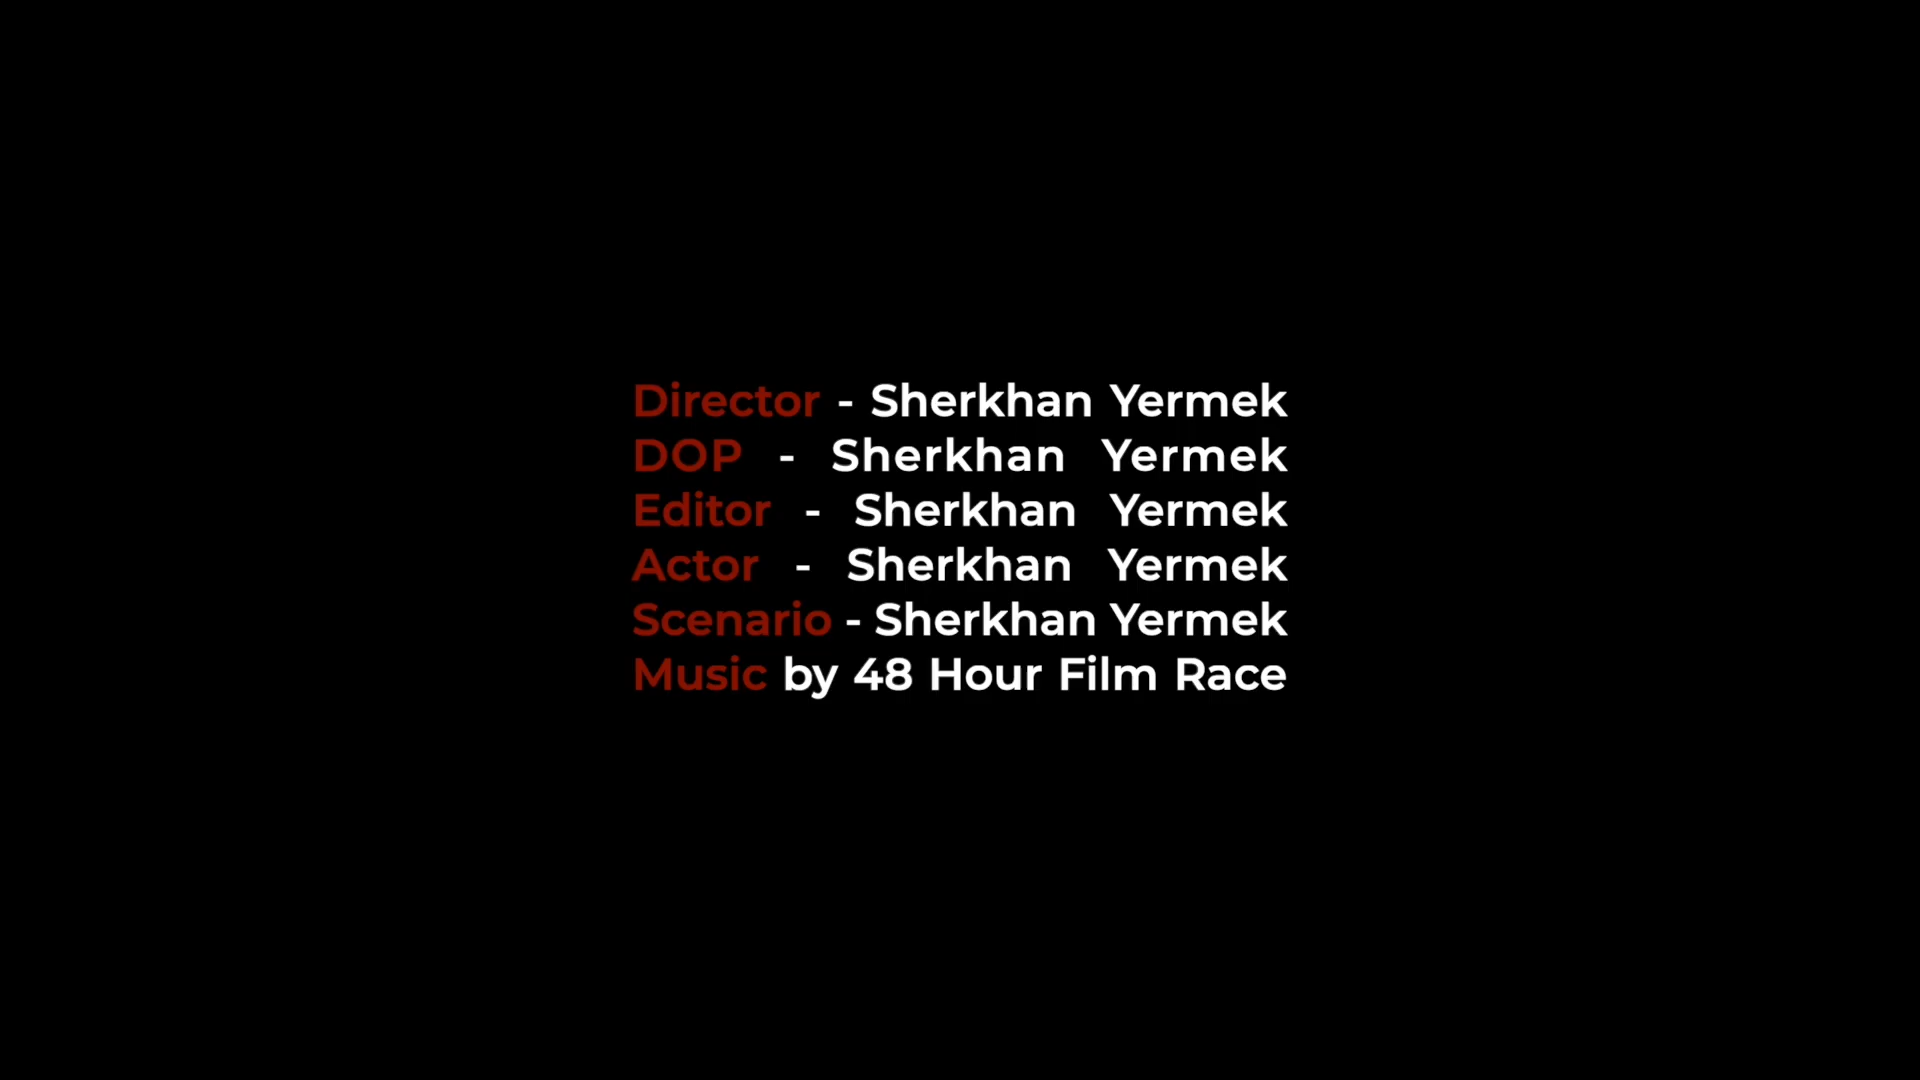 Director - Sherkhan Yermek
DOP - Sherkhan Yermek
Editor - Sherkhan Yermek
Actor - Sherkhan Yermek
Scenario - Sherkhan Yermek
Music by 48 Hour Film Race